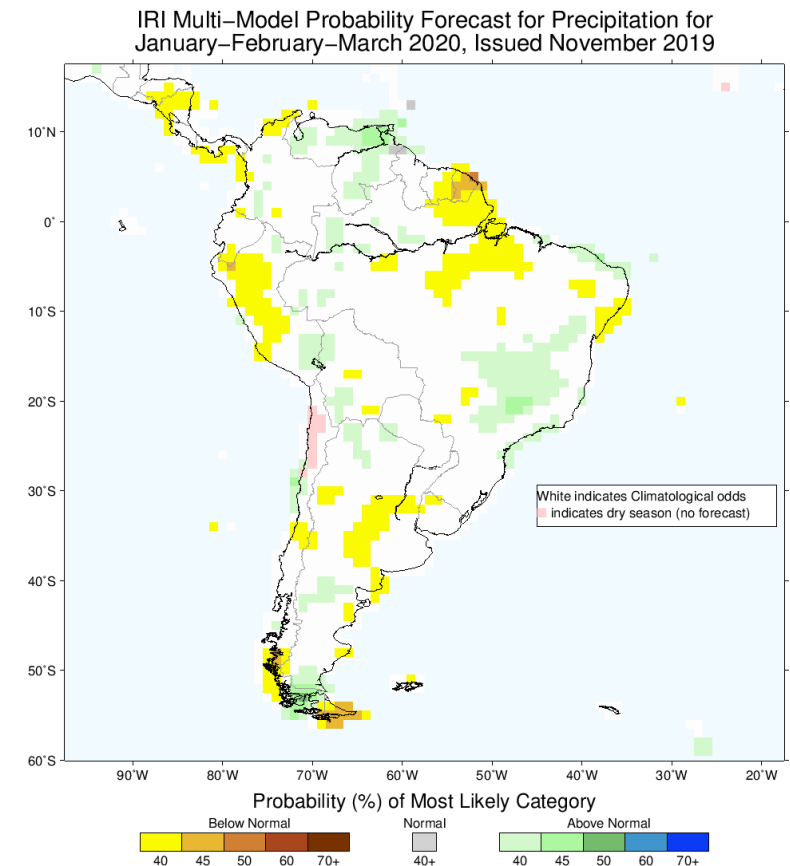 IRI Multi−Model Probability Forecast for Precipitation for
January−February−March 2020, Issued November 2019
10˚N
0˚
10˚S
20˚S
30˚S
40˚S
50˚S
60˚S
White indicates Climatological odds
indicates dry season (no forecast)
90˚W 80˚W 70˚W 60˚W 50˚W 40˚W 30˚W 20˚W
Probability (%) of Most Likely Category
Below Normal Normal Above Normal
40 45 50 60 70+ 40+ 40 45 50 60 70+